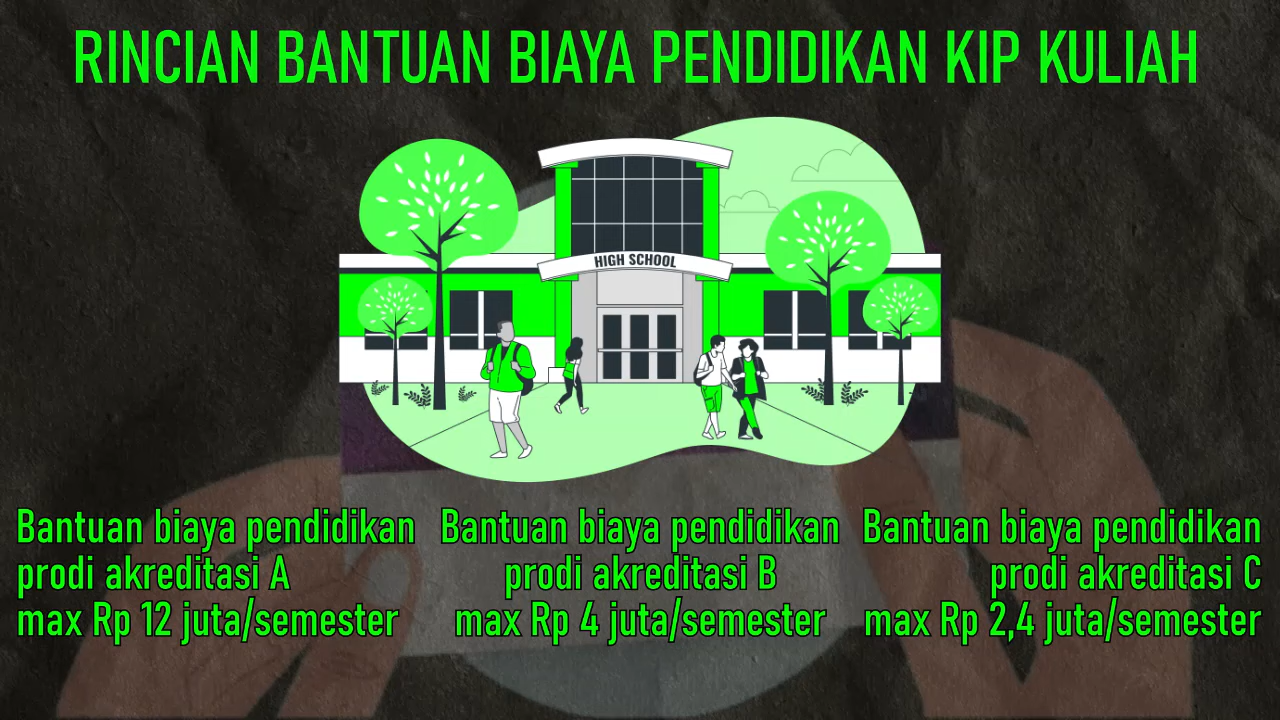 RINCIAN BANTUAN BIAYA PENDIDIKAN KIP KULIAH
HIGH SCHOOL
Bantuan biaya pendidikan
prodi akreditasi A
max Rp 12 juta/semester
Bantuan biaya pendidikan
prodi akreditasi B
max Rp 4 juta/semester
Bantuan biaya pendidikan
prodi akreditasi C
max Rp 2,4 juta/semester